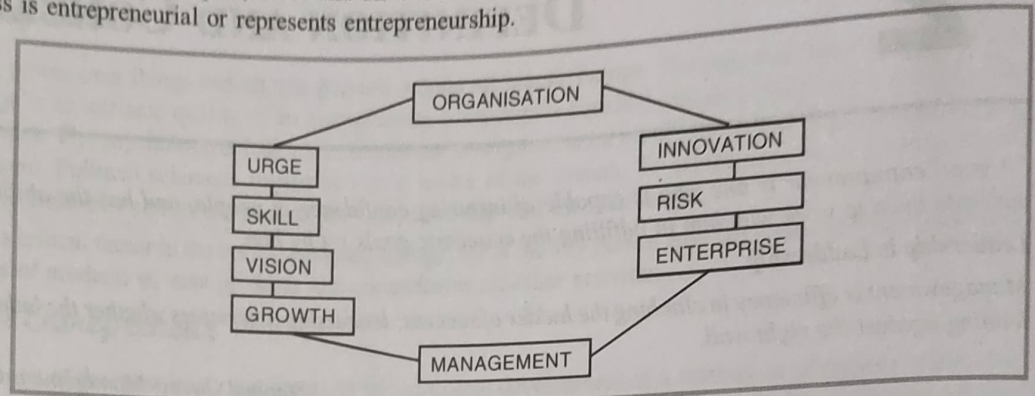 s is entrepreneurial or represents entrepreneurship.
ORGANISATION
URGE
SKILL
VISION
GROWTH
INNOVATION
RISK
ENTERPRISE
MANAGEMENT